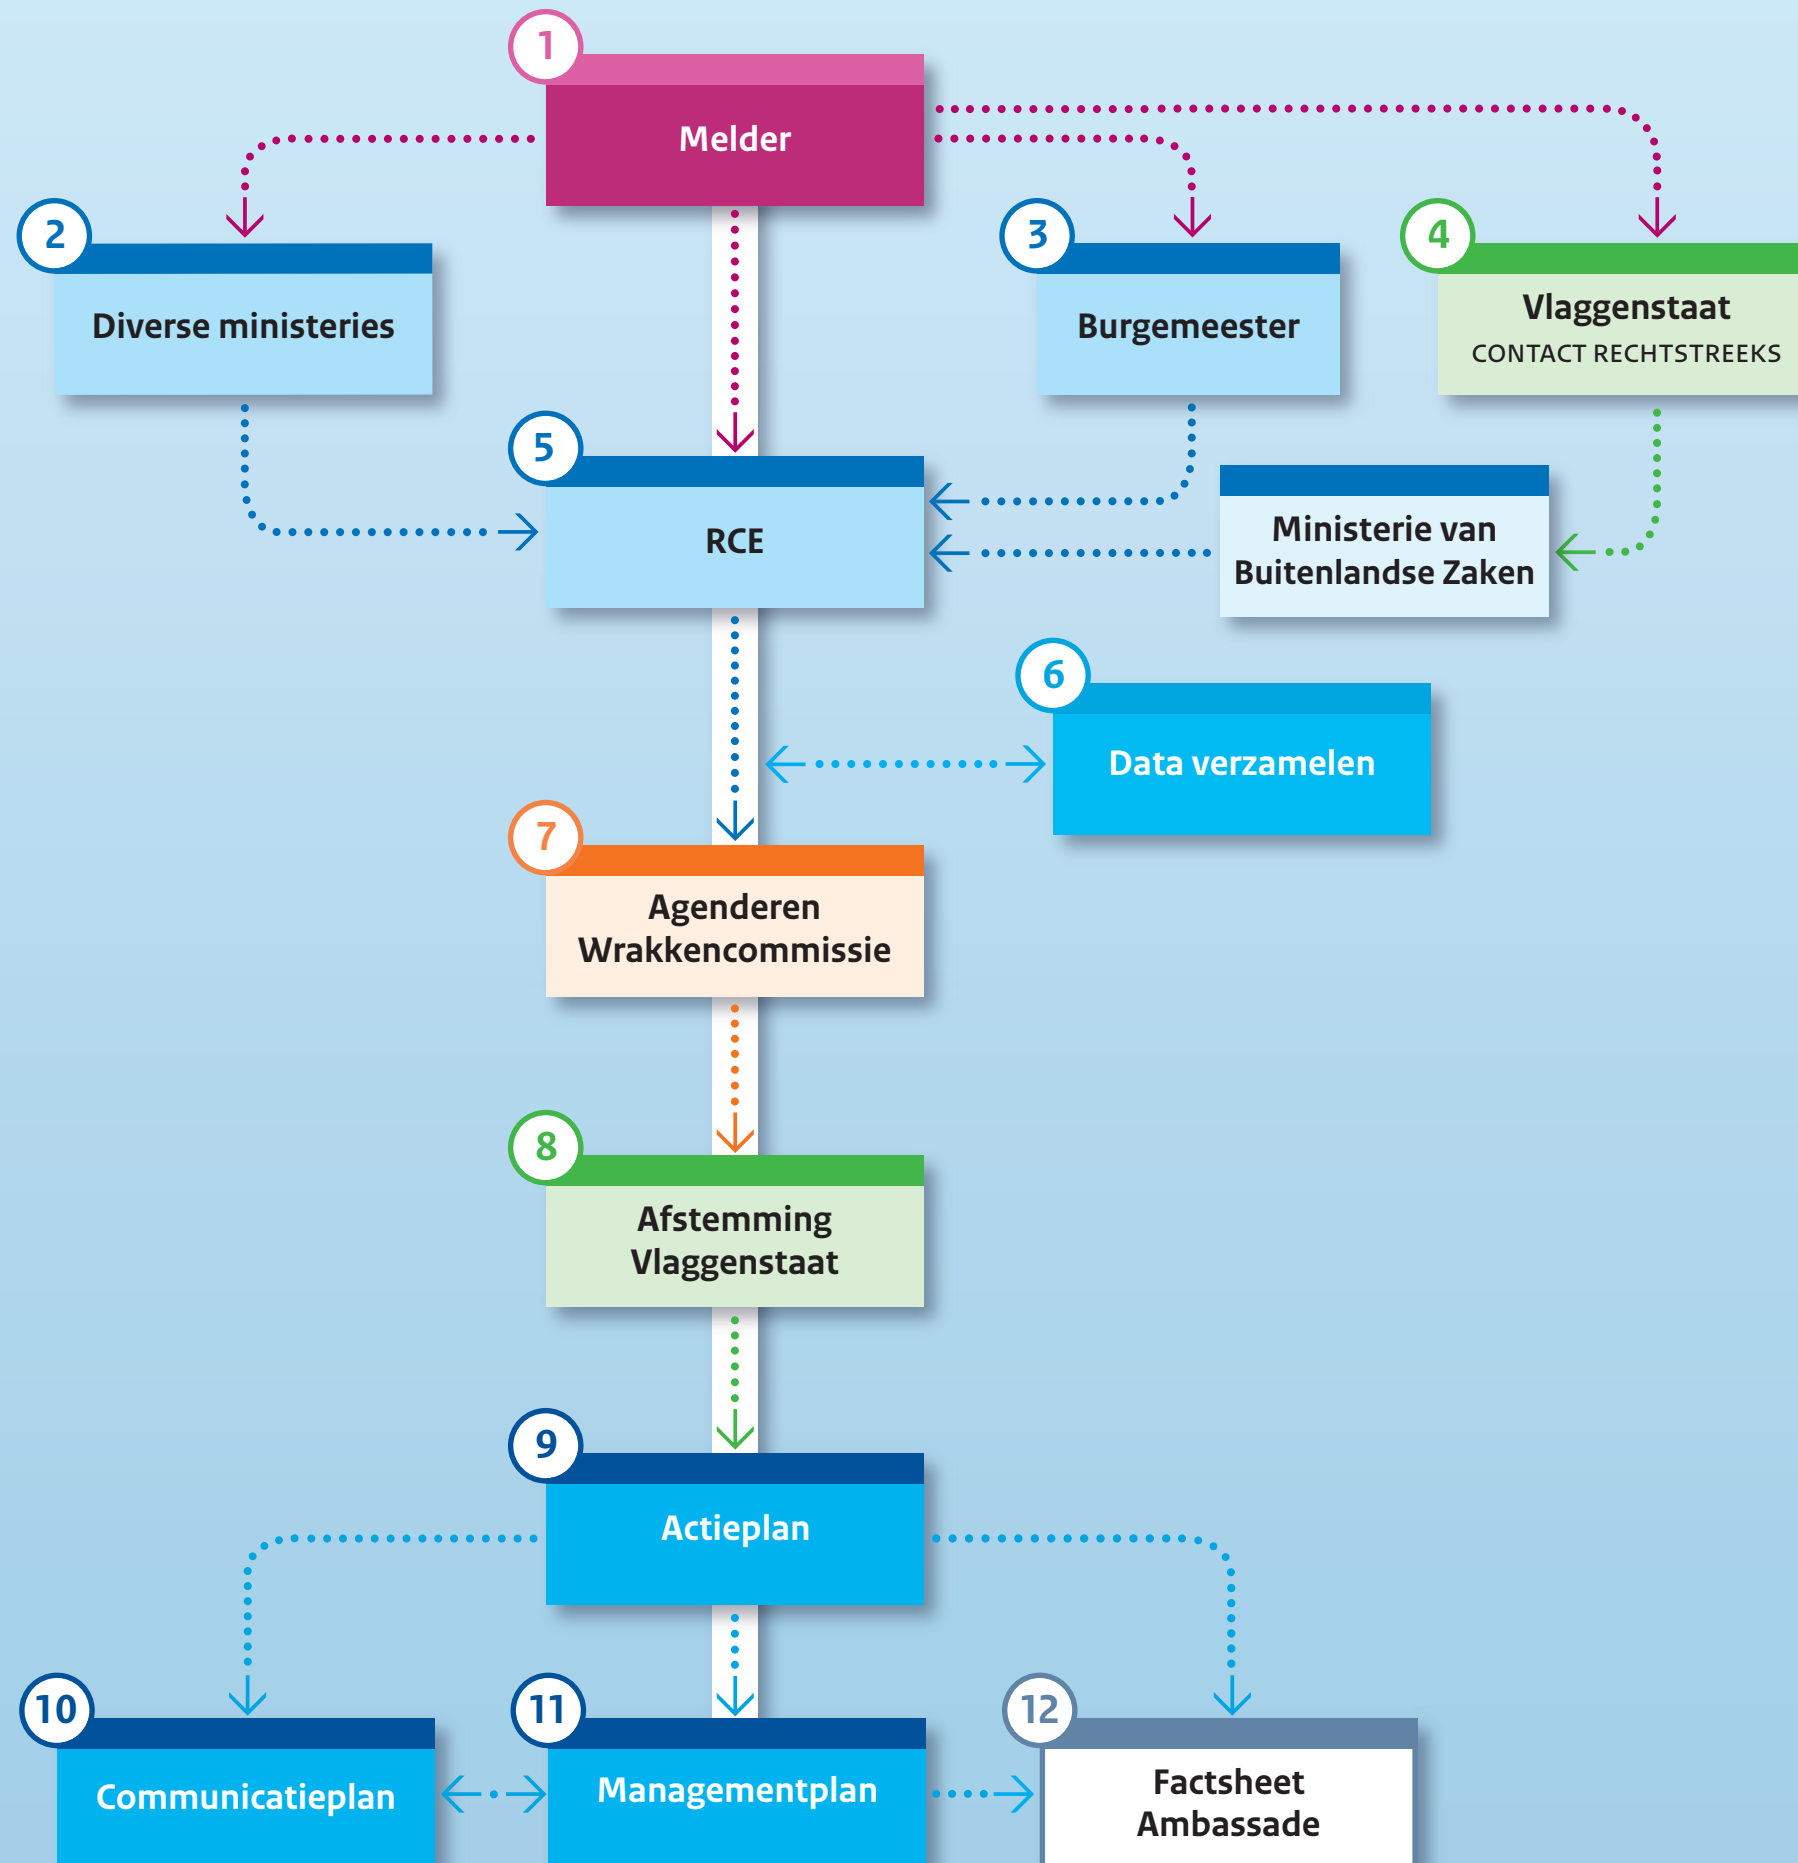 1
Melder
2
Diverse ministeries
3
Burgemeester
4
Vlaggenstaat
CONTACT RECHTSTREEKS
5
RCE
Ministerie van
Buitenlandse Zaken
6
Data verzamelen
7
Agenderen
Wrakkencommissie
8
Afstemming
Vlaggenstaat
9
Actieplan
10
Communicatieplan
11
Managementplan
12
Factsheet
Ambassade